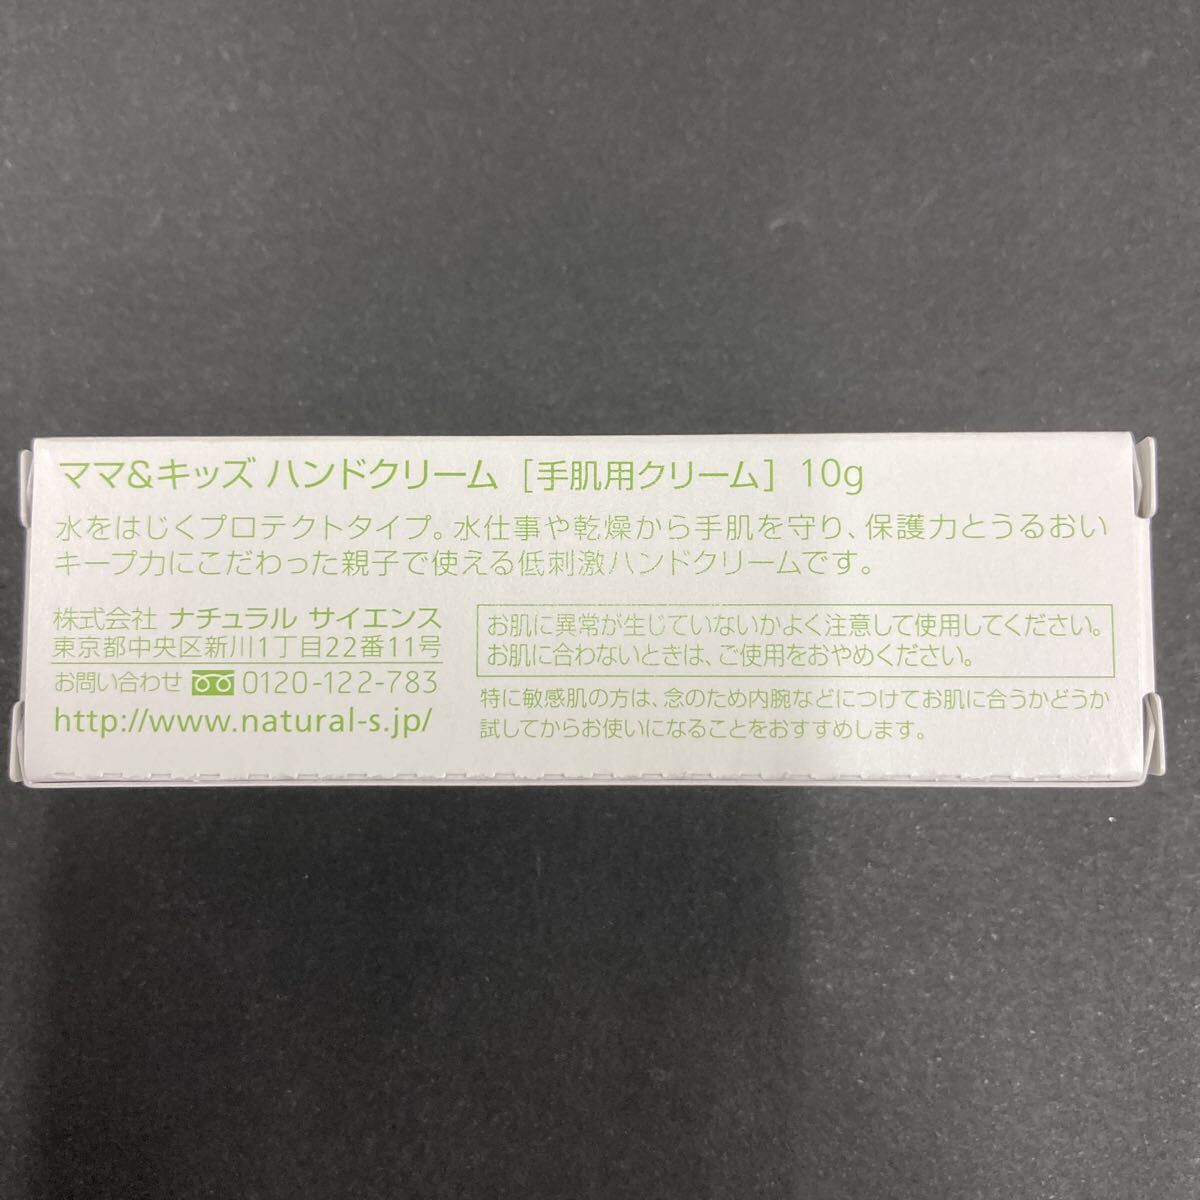 ママ&キッズ ハンドクリーム [手肌用クリーム] 10g
水をはじくプロテクトタイプ。水仕事や乾燥から手肌を守り、保護力とうるおい
キープ力にこだわった親子で使える低刺激ハンドクリームです。
株式会社 ナチュラル サイエンス
東京都中央区新川1丁目22番11号
お問い合わせ 0120-122-783
http://www.natural-s.jp/
お肌に異常が生じていないかよく注意して使用してください。
お肌に合わないときは、ご使用をおやめください。
特に敏感肌の方は、念のため内腕などにつけてお肌に合うかどうか
試してからお使いになることをおすすめします。